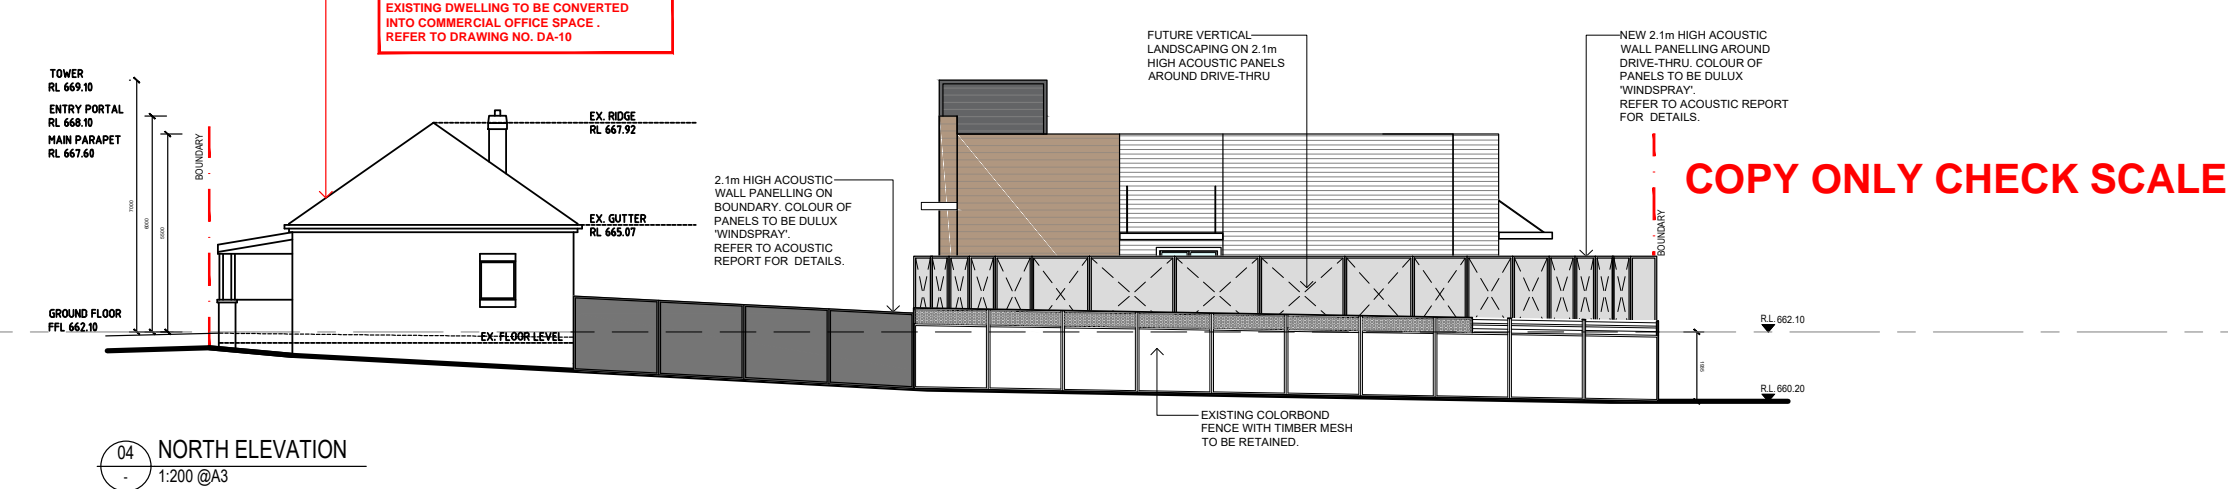 EXISTING DWELLING TO BE CONVERTED
INTO COMMERCIAL OFFICE SPACE .
REFER TO DRAWING NO. DA-10
TOWER
RL 669.10
ENTRY PORTAL
RL 668.10
MAIN PARAPET
RL 667.60
GROUND FLOOR
FFL 662.10
7000
6000
5500
BOUNDARY
EX. RIDGE
RL 667.92
EX. GUTTER
RL 665.07
EX. FLOOR LEVEL
2.1m HIGH ACOUSTIC
WALL PANELLING ON
BOUNDARY. COLOUR OF
PANELS TO BE DULUX
'WINDSPRAY'.
REFER TO ACOUSTIC
REPORT FOR DETAILS.
FUTURE VERTICAL
LANDSCAPING ON 2.1m
HIGH ACOUSTIC PANELS
AROUND DRIVE-THRU
NEW 2.1m HIGH ACOUSTIC
WALL PANELLING AROUND
DRIVE-THRU. COLOUR OF
PANELS TO BE DULUX
'WINDSPRAY'.
REFER TO ACOUSTIC REPORT
FOR DETAILS.
BOUNDARY
COPY ONLY CHECK SCALE
R.L. 662.10
R.L. 660.20
EXISTING COLORBOND
FENCE WITH TIMBER MESH
TO BE RETAINED.
04
-
NORTH ELEVATION
1:200 @A3